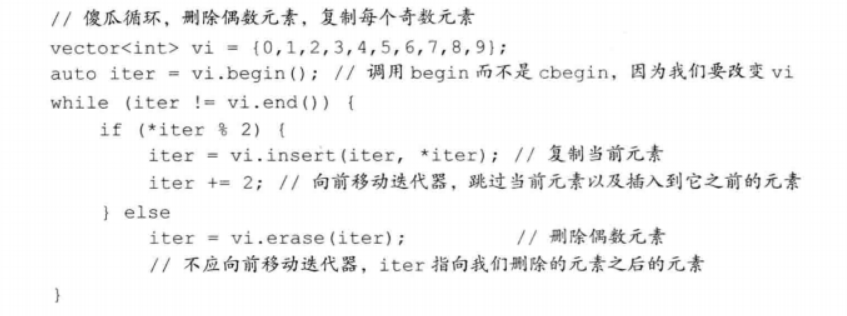 // 傻瓜循环，删除偶数元素，复制每个奇数元素
vector<int> vi = {0,1,2,3,4,5,6,7,8,9};
auto iter = vi.begin(); // 调用 begin 而不是 cbegin，因为我们要改变 vi
while (iter != vi.end()) {
    if (*iter % 2) {
        iter = vi.insert(iter, *iter); // 复制当前元素
        iter += 2; // 向前移动迭代器，跳过当前元素以及插入到它之前的元素
    } else
        iter = vi.erase(iter);          // 删除偶数元素
        // 不应向前移动迭代器，iter 指向我们删除的元素之后的元素
}